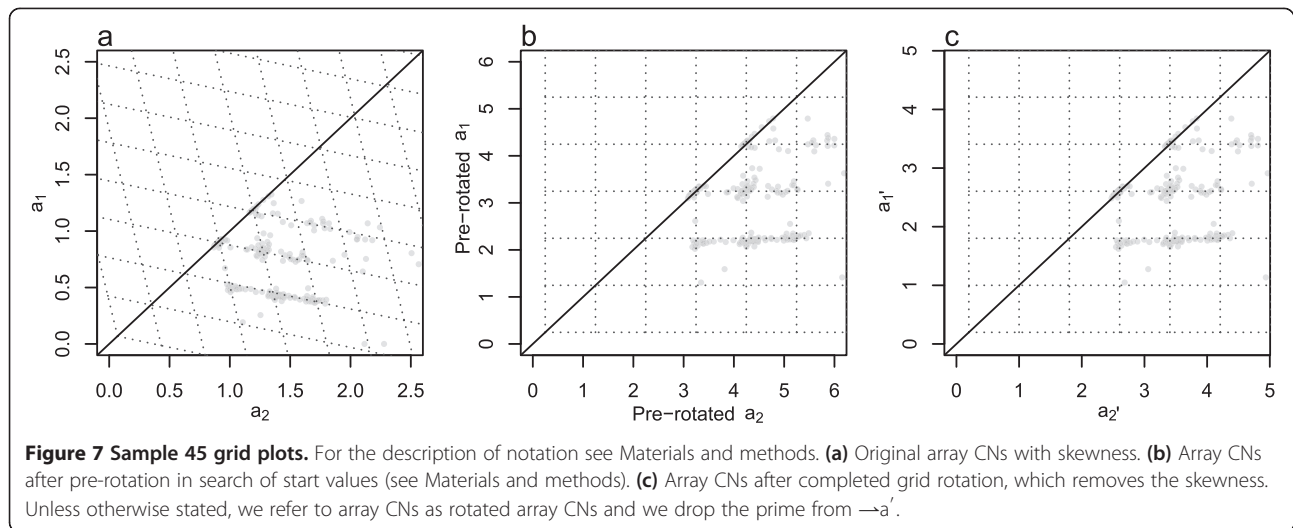 a
b
c
2.5
2.0
1.5
1.0
0.5
0.0
a₁
0.0 0.5 1.0 1.5 2.0 2.5
a₂
6
5
4
3
2
1
0
Pre−rotated a₁
0 1 2 3 4 5 6
Pre−rotated a₂
5
4
3
2
1
0
a₁'
0 1 2 3 4 5
a₂'
Figure 7 Sample 45 grid plots. For the description of notation see Materials and methods. (a) Original array CNs with skewness. (b) Array CNs
after pre-rotation in search of start values (see Materials and methods). (c) Array CNs after completed grid rotation, which removes the skewness.
Unless otherwise stated, we refer to array CNs as rotated array CNs and we drop the prime from →a′.